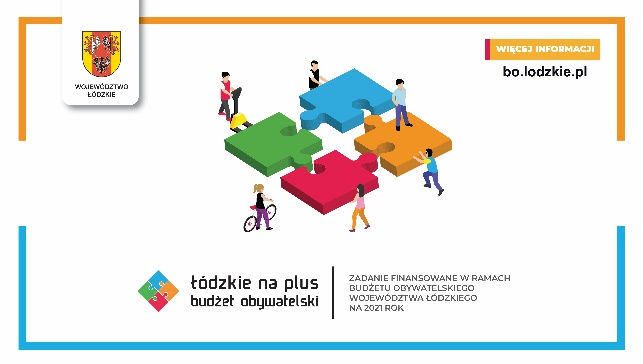 WOJEWÓDZTWO
ŁÓDZKIE
WIĘCEJ INFORMACJI
bo.lodzkie.pl
łódzkie na plus
budżet obywatelski
ZADANIE FINANSOWANE W RAMACH
BUDŻETU OBYWATELSKIEGO
WOJEWÓDZTWA ŁÓDZKIEGO
NA 2021 ROK